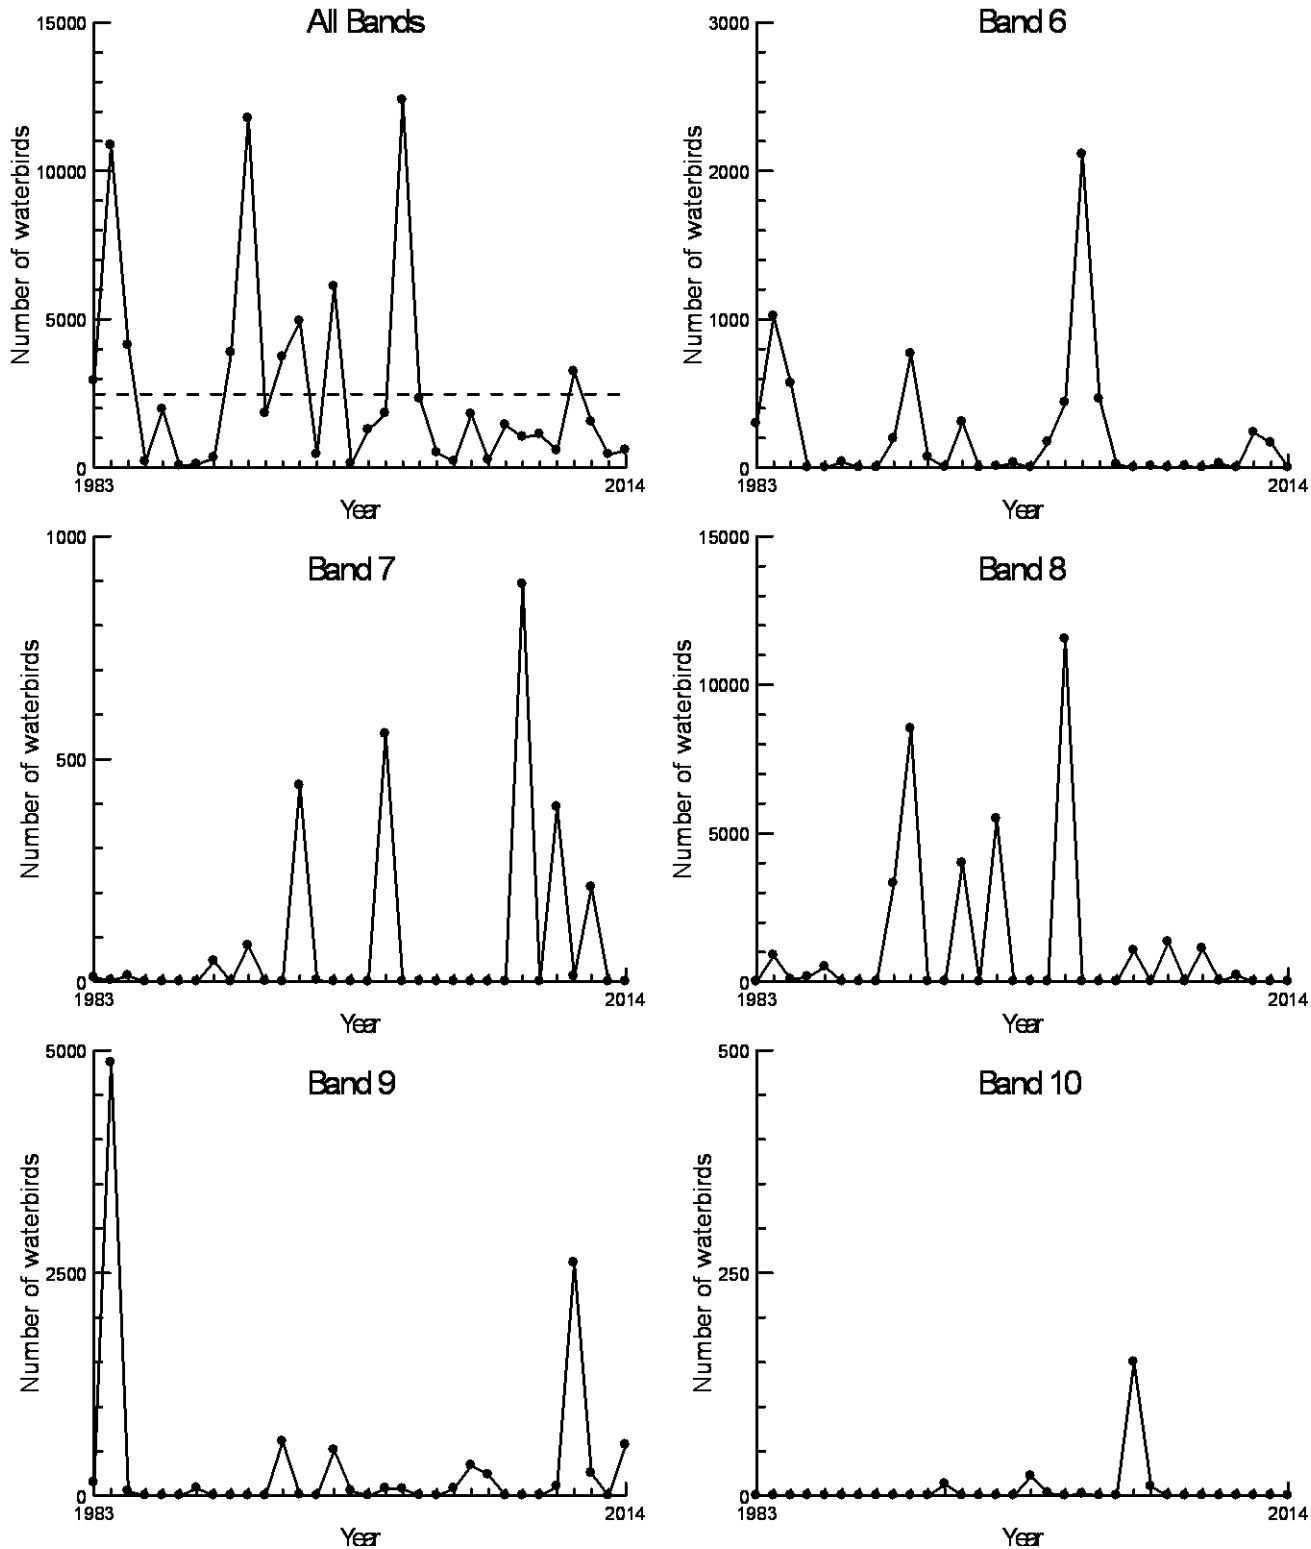 All Bands
15000
10000
5000
0
Number of waterbirds
1983
2014
Year
Band 6
3000
2000
1000
0
Number of waterbirds
1983
2014
Year
Band 7
1000
500
0
Number of waterbirds
1983
2014
Year
Band 8
15000
10000
5000
0
Number of waterbirds
1983
2014
Year
Band 9
5000
2500
0
Number of waterbirds
1983
2014
Year
Band 10
500
250
0
Number of waterbirds
1983
2014
Year